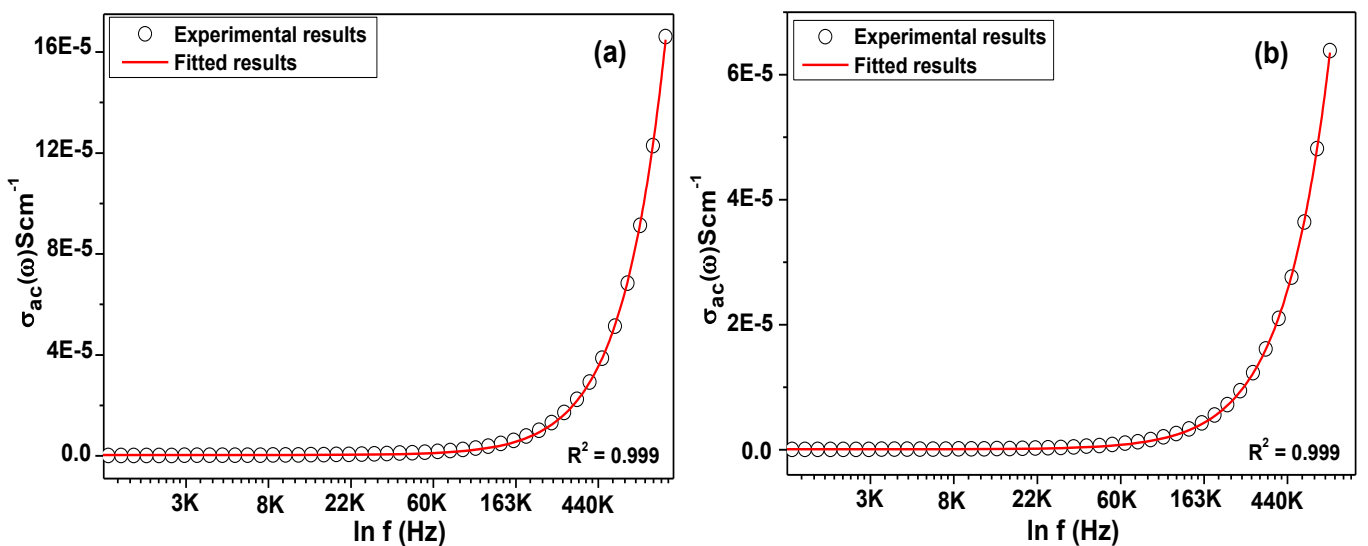 Experimental results
Fitted results
(a)
16E-5
12E-5
8E-5
4E-5
0.0
σac(ω)Scm-1
R2 = 0.999
3K 8K 22K 60K 163K 440K
ln f (Hz)
Experimental results
Fitted results
(b)
6E-5
4E-5
2E-5
0.0
σac(ω)Scm-1
R2 = 0.999
3K 8K 22K 60K 163K 440K
ln f (Hz)